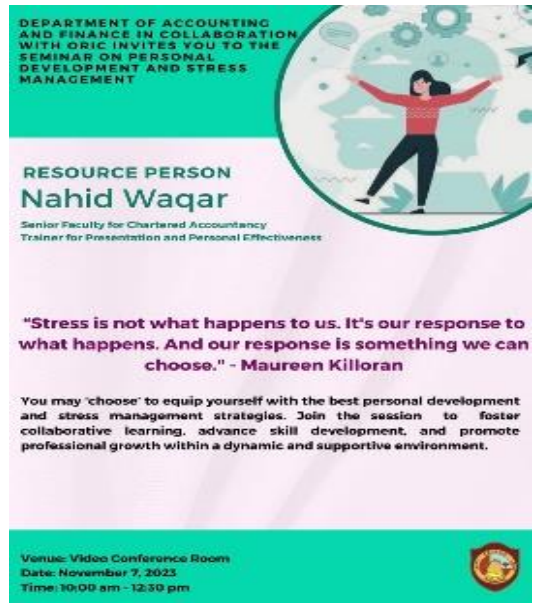 DEPARTMENT OF ACCOUNTING
AND FINANCE IN COLLABORATION
WITH ORIC INVITES YOU TO THE
SEMINAR ON PERSONAL
DEVELOPMENT AND STRESS
MANAGEMENT
RESOURCE PERSON
Nahid Waqar
Senior Faculty for Chartered Accountancy
Trainer for Presentation and Personal Effectiveness
"Stress is not what happens to us. It's our response to
what happens. And our response is something we can
choose." - Maureen Killoran
You may 'choose' to equip yourself with the best personal development
and stress management strategies. Join the session to foster
collaborative learning, advance skill development, and promote
professional growth within a dynamic and supportive environment.
Venue: Video Conference Room
Date: November 7, 2023
Time: 10:00 am - 12:30 pm